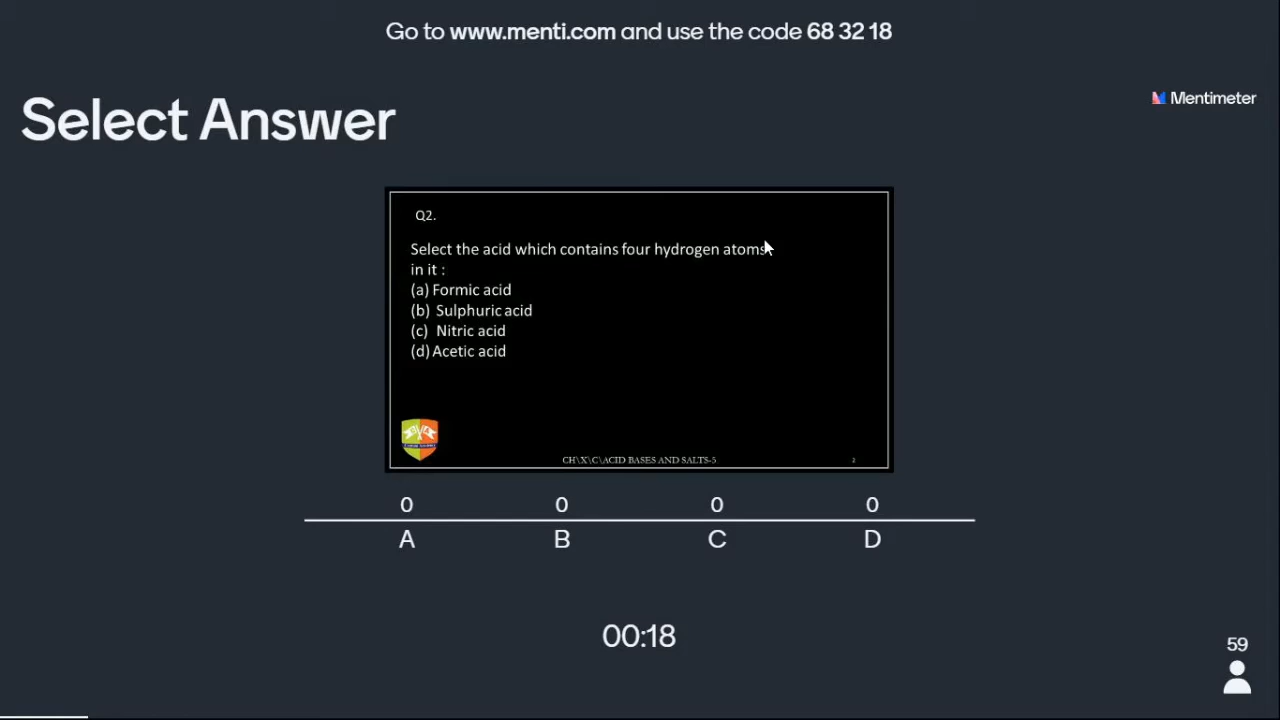 Go to www.menti.com and use the code 68 32 18
Mentimeter
Select Answer
Q2.
Select the acid which contains four hydrogen atoms
in it :
(a) Formic acid
(b) Sulphuric acid
(c) Nitric acid
(d) Acetic acid
CH\X\C\ACID BASES AND SALTS-5
2
0 0 0 0
A B C D
00:18
59